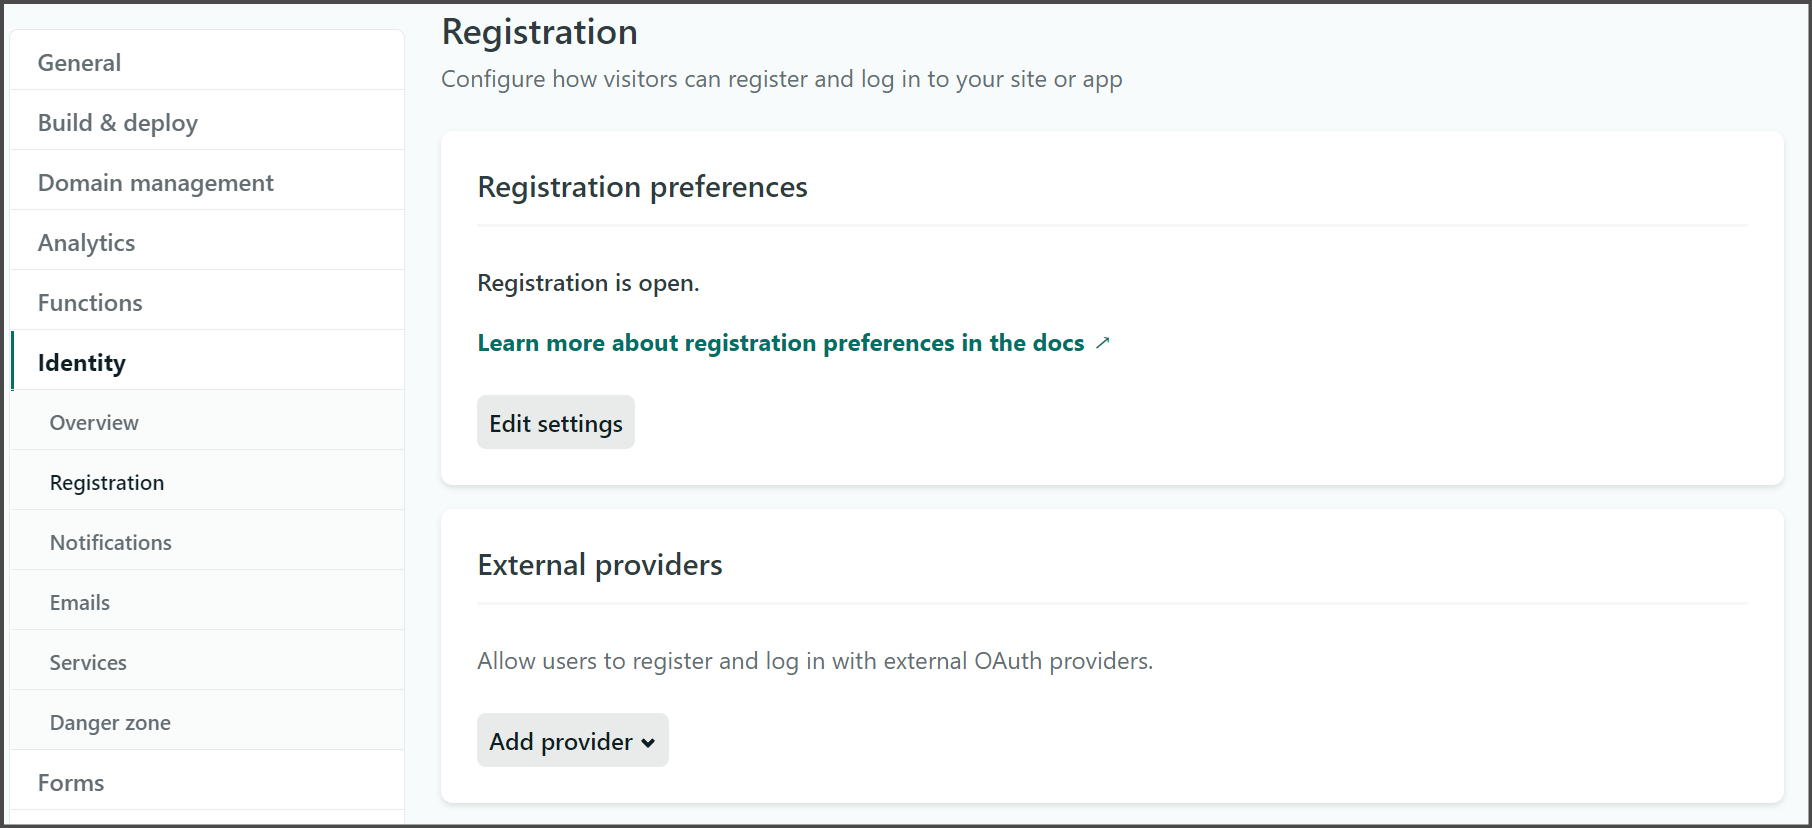 General
Build & deploy
Domain management
Analytics
Functions
Identity
Overview
Registration
Notifications
Emails
Services
Danger zone
Forms
Registration
Configure how visitors can register and log in to your site or app
Registration preferences
Registration is open.
Learn more about registration preferences in the docs ↗
Edit settings
External providers
Allow users to register and log in with external OAuth providers.
Add provider